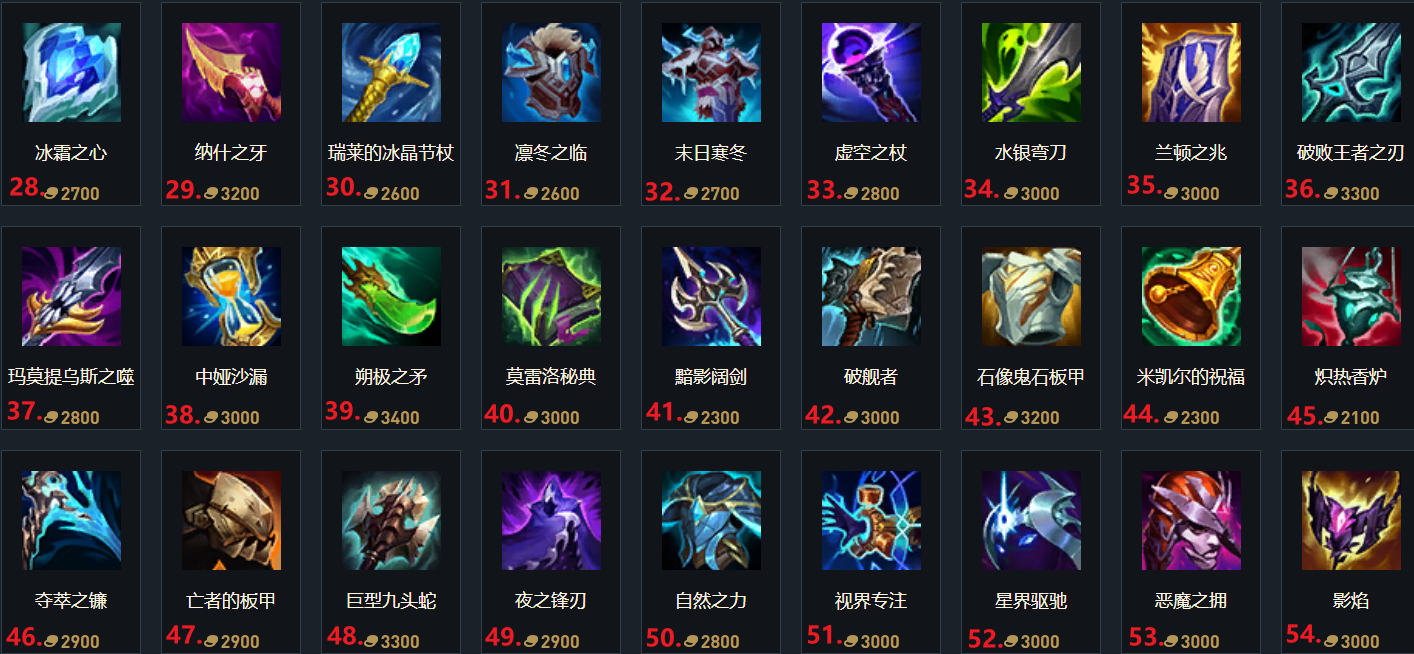 冰霜之心 纳什之牙 瑞莱的冰晶节杖 凛冬之临 末日寒冬 虚空之杖 水银弯刀 兰顿之兆 破败王者之刃
28. 2700 29. 3200 30. 2600 31. 2600 32. 2700 33. 2800 34. 3000 35. 3000 36. 3300
玛莫提乌斯之噬 中娅沙漏 朔极之矛 莫雷洛秘典 黯影阔剑 破舰者 石像鬼石板甲 米凯尔的祝福 炽热香炉
37. 2800 38. 3000 39. 3400 40. 3000 41. 2300 42. 3000 43. 3200 44. 2300 45. 2100
夺萃之镰 亡者的板甲 巨型九头蛇 夜之锋刃 自然之力 视界专注 星界驱驰 恶魔之拥 影焰
46. 2900 47. 2900 48. 3300 49. 2900 50. 2800 51. 3000 52. 3000 53. 3000 54. 3000